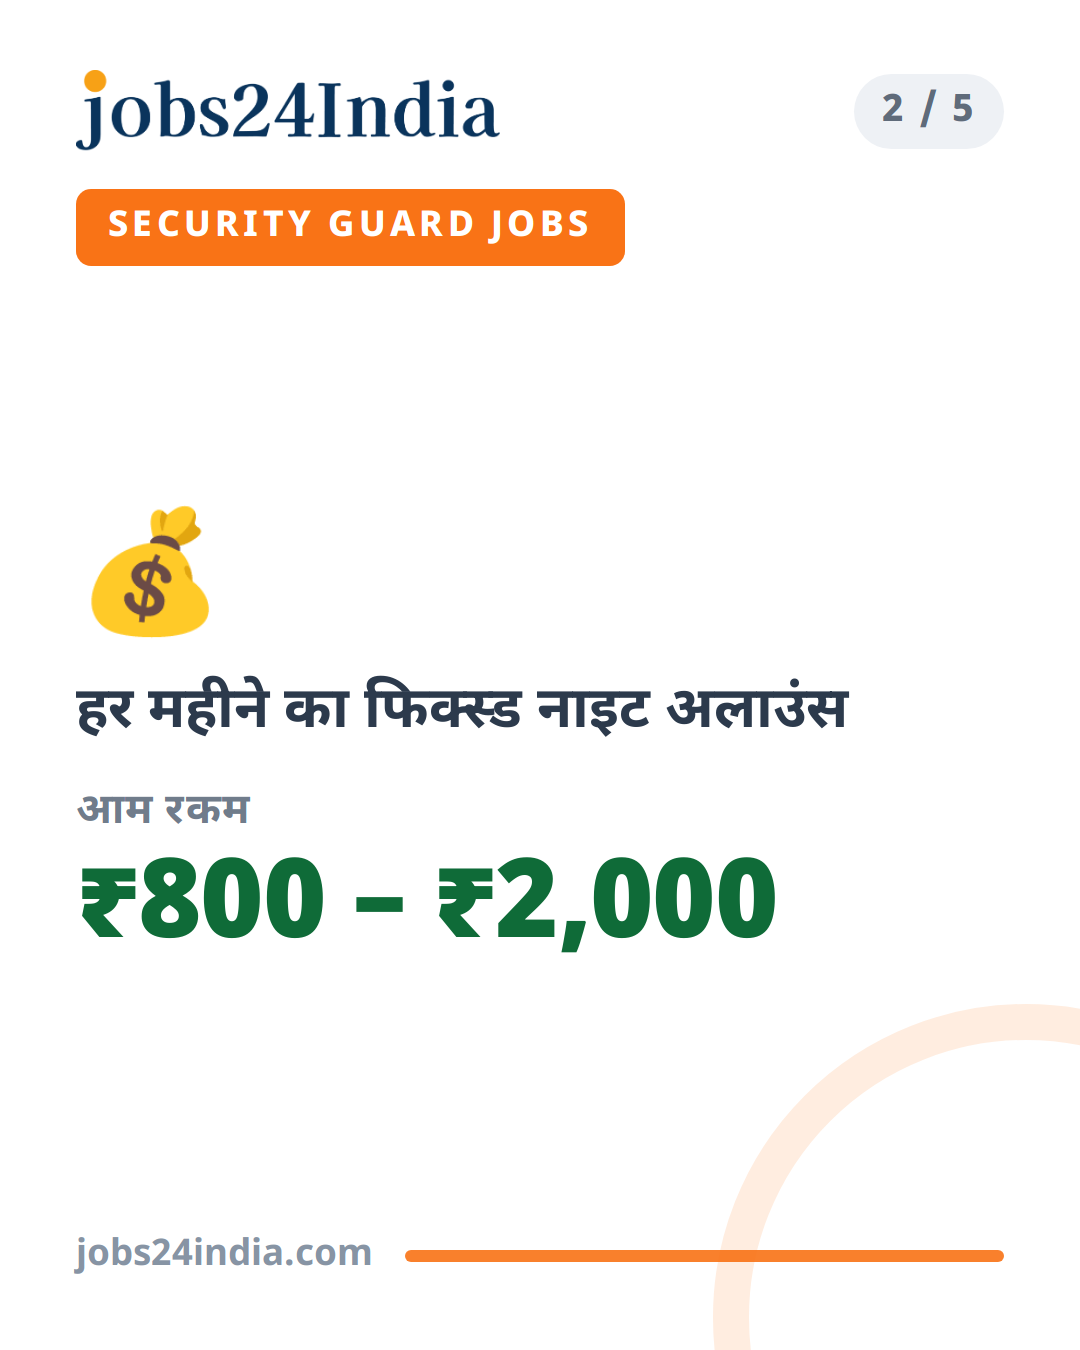 jobs24India
2 / 5
SECURITY GUARD JOBS
$
हर महीने का फिक्स्ड नाइट अलाउंस
आम रकम
₹800 – ₹2,000
jobs24india.com